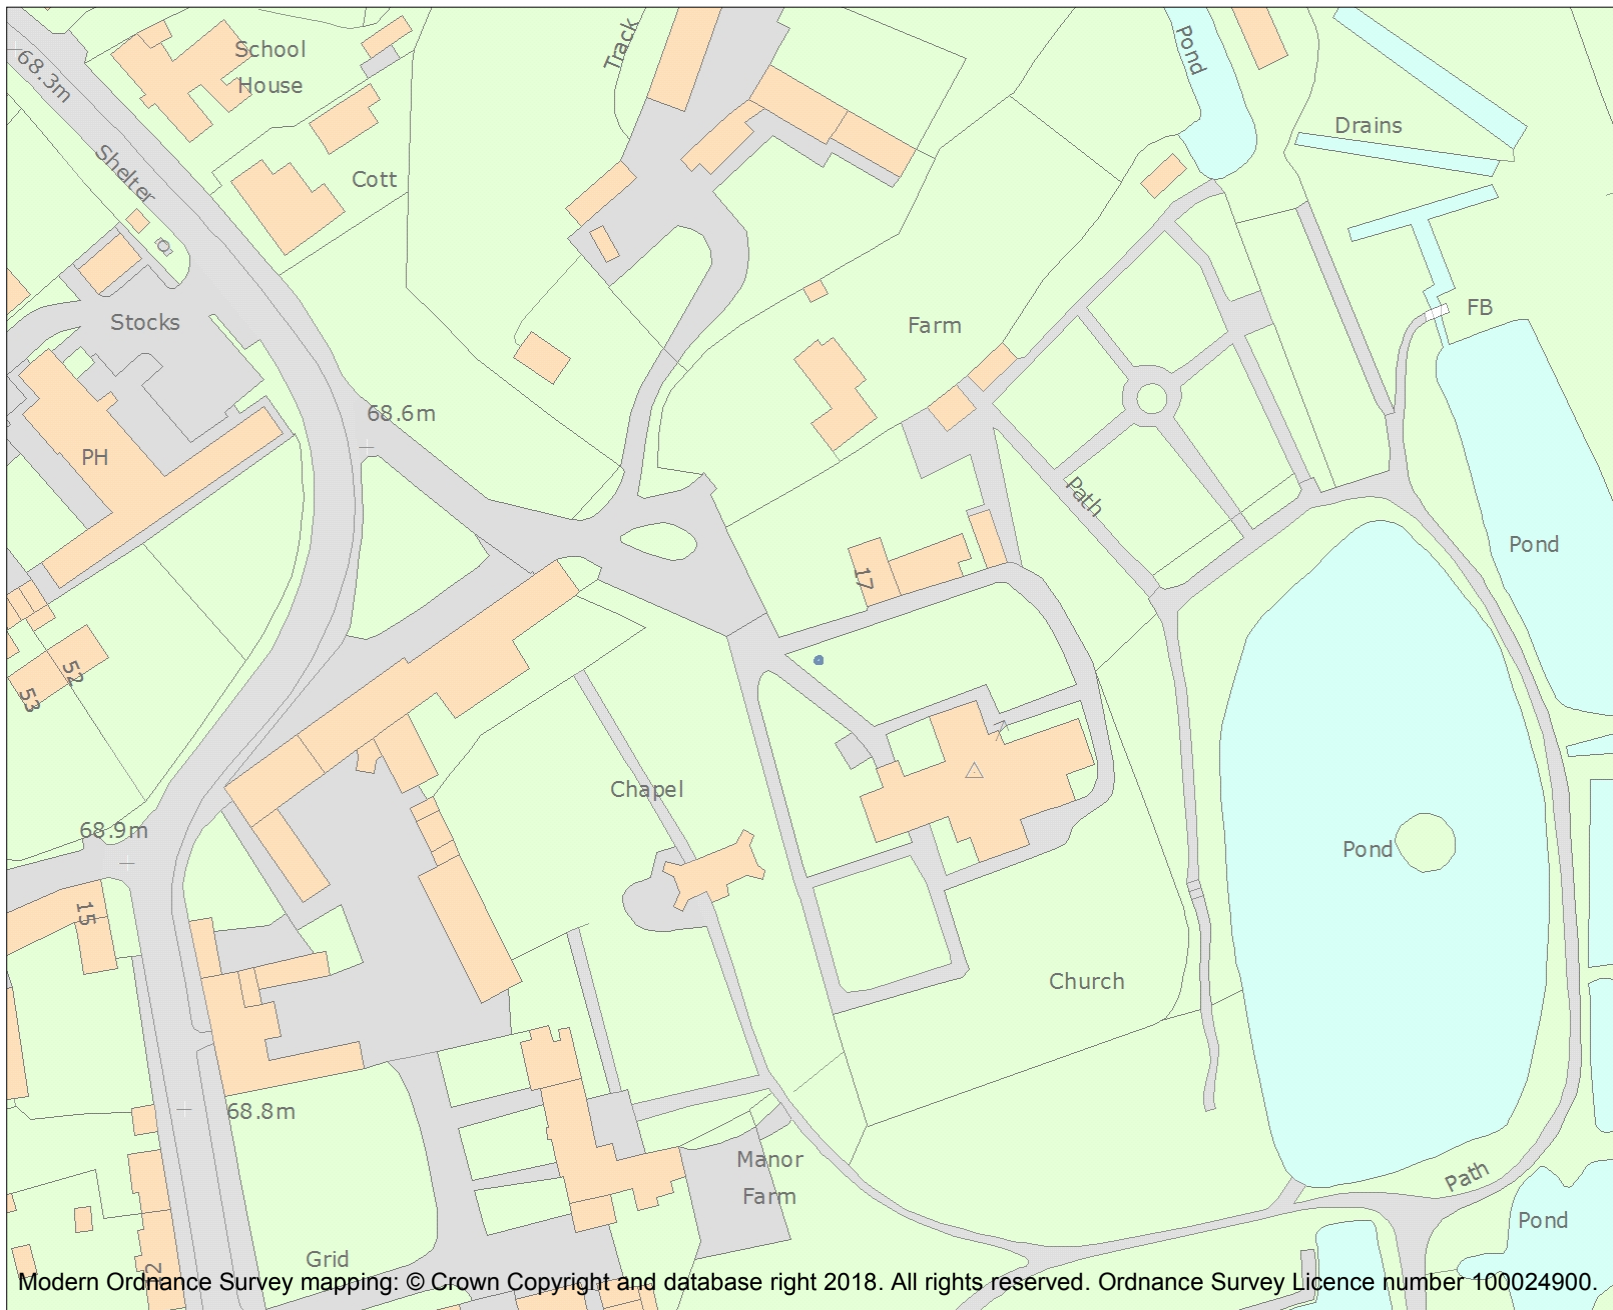 School
House
Track
Pond
68.3m
Drains
Shelter
Cott
Stocks
Farm
FB
68.6m
PH
Path
Pond
17
52
53
Chapel
68.9m
Pond
15
Church
68.8m
Manor
Farm
Path
Pond
Grid
Modern Ordnance Survey mapping: © Crown Copyright and database right 2018. All rights reserved. Ordnance Survey Licence number 100024900.